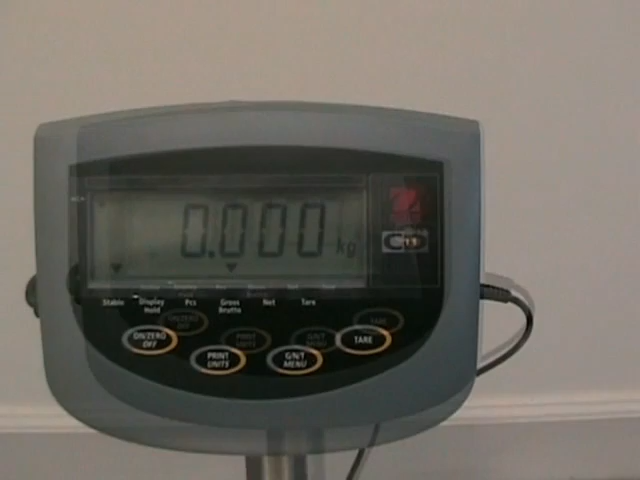 0.000 kg
Stable Display Hold Pcs Gross Brutto Net Tare
ON/ZERO OFF
PRINT UNITS
G/N/T MENU
TARE